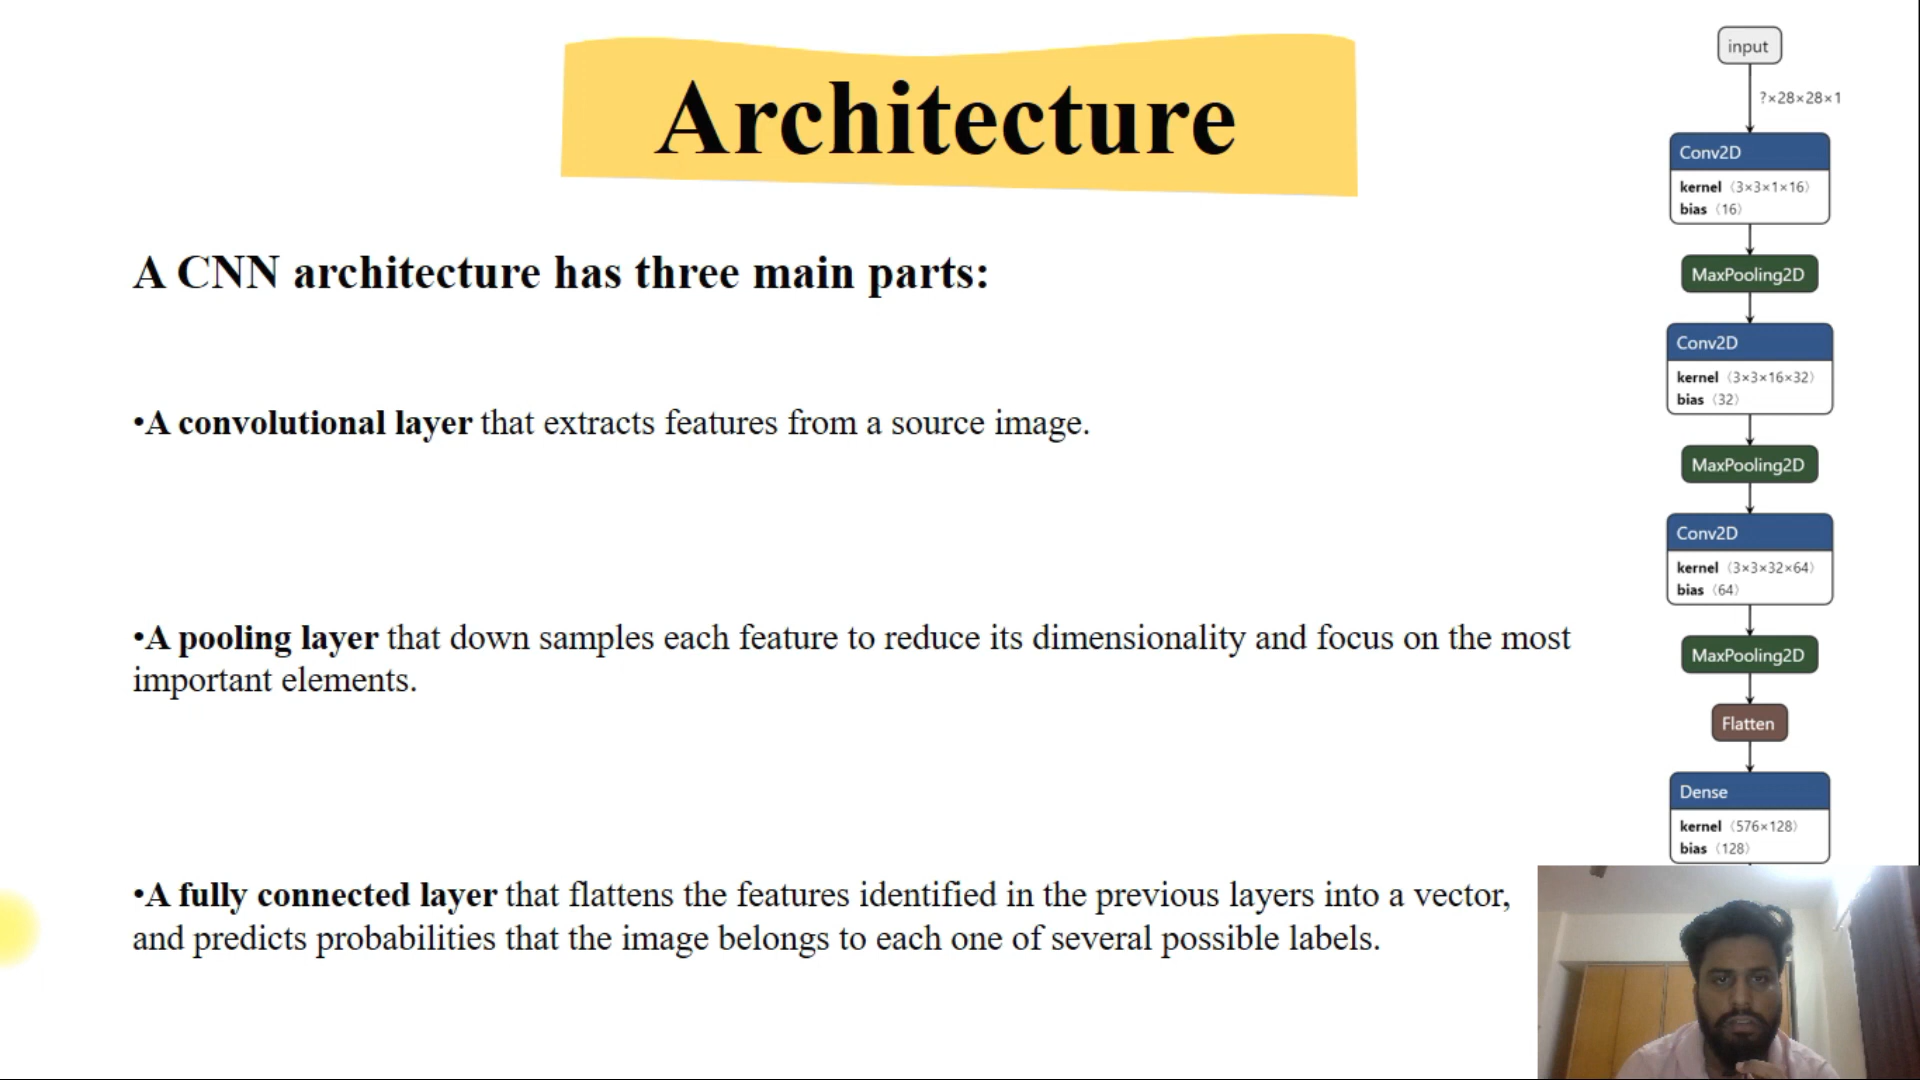 Architecture
A CNN architecture has three main parts:
•A convolutional layer that extracts features from a source image.
•A pooling layer that down samples each feature to reduce its dimensionality and focus on the most
important elements.
•A fully connected layer that flattens the features identified in the previous layers into a vector,
and predicts probabilities that the image belongs to each one of several possible labels.
input
?×28×28×1
Conv2D
kernel ⟨3×3×1×16⟩
bias ⟨16⟩
MaxPooling2D
Conv2D
kernel ⟨3×3×16×32⟩
bias ⟨32⟩
MaxPooling2D
Conv2D
kernel ⟨3×3×32×64⟩
bias ⟨64⟩
MaxPooling2D
Flatten
Dense
kernel ⟨576×128⟩
bias ⟨128⟩